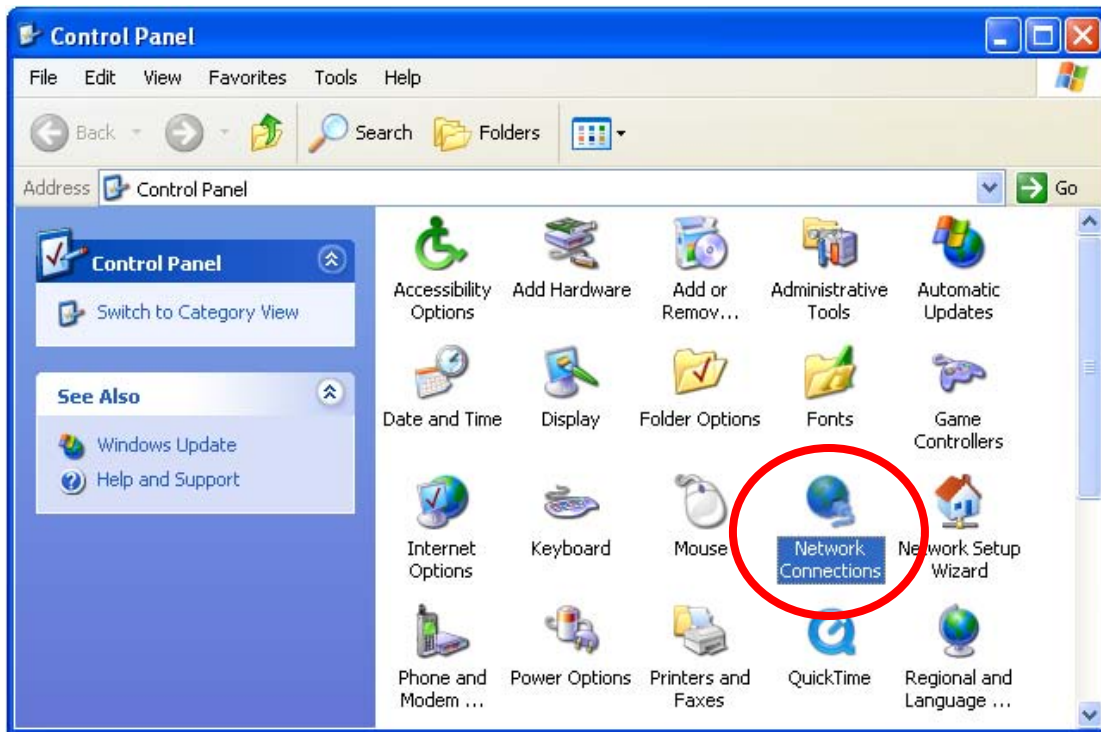 Control Panel
File Edit View Favorites Tools Help
Back Search Folders
Address Control Panel Go
Control Panel
Switch to Category View
See Also
Windows Update
Help and Support
Accessibility Options
Add Hardware
Add or Remov...
Administrative Tools
Automatic Updates
Date and Time
Display
Folder Options
Fonts
Game Controllers
Internet Options
Keyboard
Mouse
Network Connections
Network Setup Wizard
Phone and Modem ...
Power Options
Printers and Faxes
QuickTime
Regional and Language ...